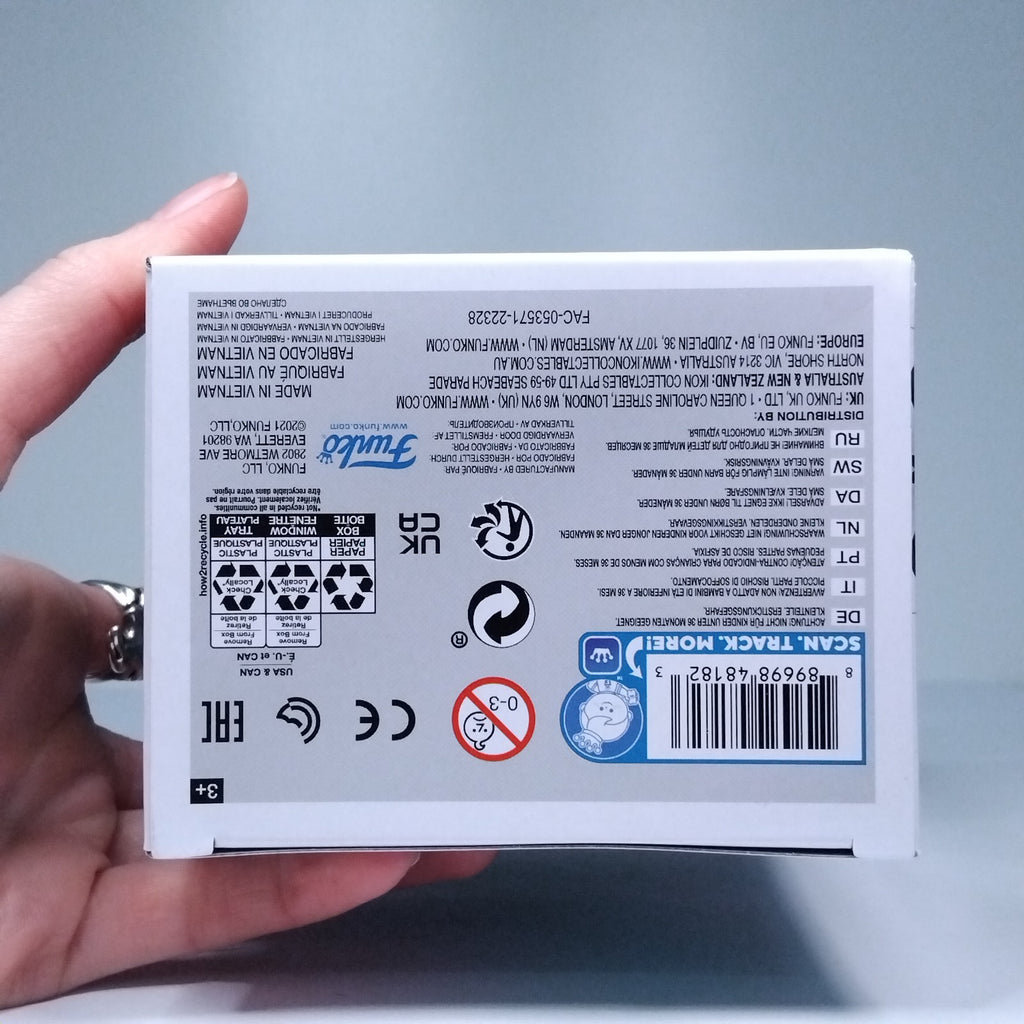 3+
8 89698 48182 3
SCAN. TRACK. MORE!
0-3
CE
EAC
DE
ACHTUNG: NICHT FÜR KINDER UNTER 36 MONATEN GEEIGNET.
KLEINTEILE. ERSTICKUNGSGEFAHR.
IT
AVVERTENZA: NON ADATTO A BAMBINI DI ETÀ INFERIORE A 36 MESI.
PICCOLE PARTI. RISCHIO DI SOFFOCAMENTO.
PT
ATENÇÃO: CONTRA-INDICADO PARA CRIANÇAS COM MENOS DE 36 MESES.
PEQUENAS PARTES. RISCO DE ASFIXIA.
NL
WAARSCHUWING: NIET GESCHIKT VOOR KINDEREN JONGER DAN 36 MAANDEN.
KLEINE ONDERDELEN. VERSTIKKINGSGEVAAR.
DA
ADVARSEL: IKKE EGNET TIL BØRN UNDER 36 MÅNEDER.
SMÅ DELE. KVÆLNINGSFARE.
SW
VARNING: INTE LÄMPLIG FÖR BARN UNDER 36 MÅNADER.
SMÅ DELAR. KVÄVNINGSRISK.
RU
ВНИМАНИЕ: НЕ ПРИГОДНО ДЛЯ ДЕТЕЙ МЛАДШЕ 36 МЕСЯЦЕВ.
МЕЛКИЕ ЧАСТИ. ОПАСНОСТЬ УДУШЬЯ.
®
UK
CA
USA & CAN
É.-U. et CAN
Remove From Box
Retirez de la boîte
Remove From Box
Retirez de la boîte
Check Locally*
Check Locally*
PAPER
PAPIER
BOX
BOITE
PLASTIC
PLASTIQUE
WINDOW
FENÊTRE
PLASTIC
PLASTIQUE
TRAY
PLATEAU
how2recycle.info
*Not recycled in all communities.
Vérifiez localement. Pourrait ne pas
être recyclable dans votre région.
MANUFACTURED BY • FABRIQUÉ PAR:
FABRICADO POR • HERGESTELLT DURCH:
FABRICADO POR • FABBRICATO DA:
VERVAARDIGD DOOR • FREMSTILLET AF
TILLVERKAD AV • ПРОИЗВОДИТЕЛЬ:
Funko
www.funko.com
FUNKO, LLC
2802 WETMORE AVE
EVERETT, WA 98201
©2021 FUNKO,LLC
DISTRIBUTION BY:
UK: FUNKO UK, LTD • 1 QUEEN CAROLINE STREET, LONDON, W6 9YN (UK) • WWW.FUNKO.COM
AUSTRALIA & NEW ZEALAND: IKON COLLECTABLES PTY LTD 49-59 SEABEACH PARADE
NORTH SHORE, VIC 3214 AUSTRALIA • WWW.IKONCOLLECTABLES.COM.AU
EUROPE: FUNKO EU, BV • ZUIDPLEIN 36, 1077 XV, AMSTERDAM (NL) • WWW.FUNKO.COM
FAC-053571-22328
MADE IN VIETNAM
FABRIQUÉ AU VIETNAM
FABRICADO EN VIETNAM
HERGESTELLT IN VIETNAM • FABBRICATO IN VIETNAM
FABRICADO NA VIETNAM • VERVAARDIGD IN VIETNAM
PRODUCERET I VIETNAM • TILLVERKAD I VIETNAM
СДЕЛАНО ВО ВЬЕТНАМЕ